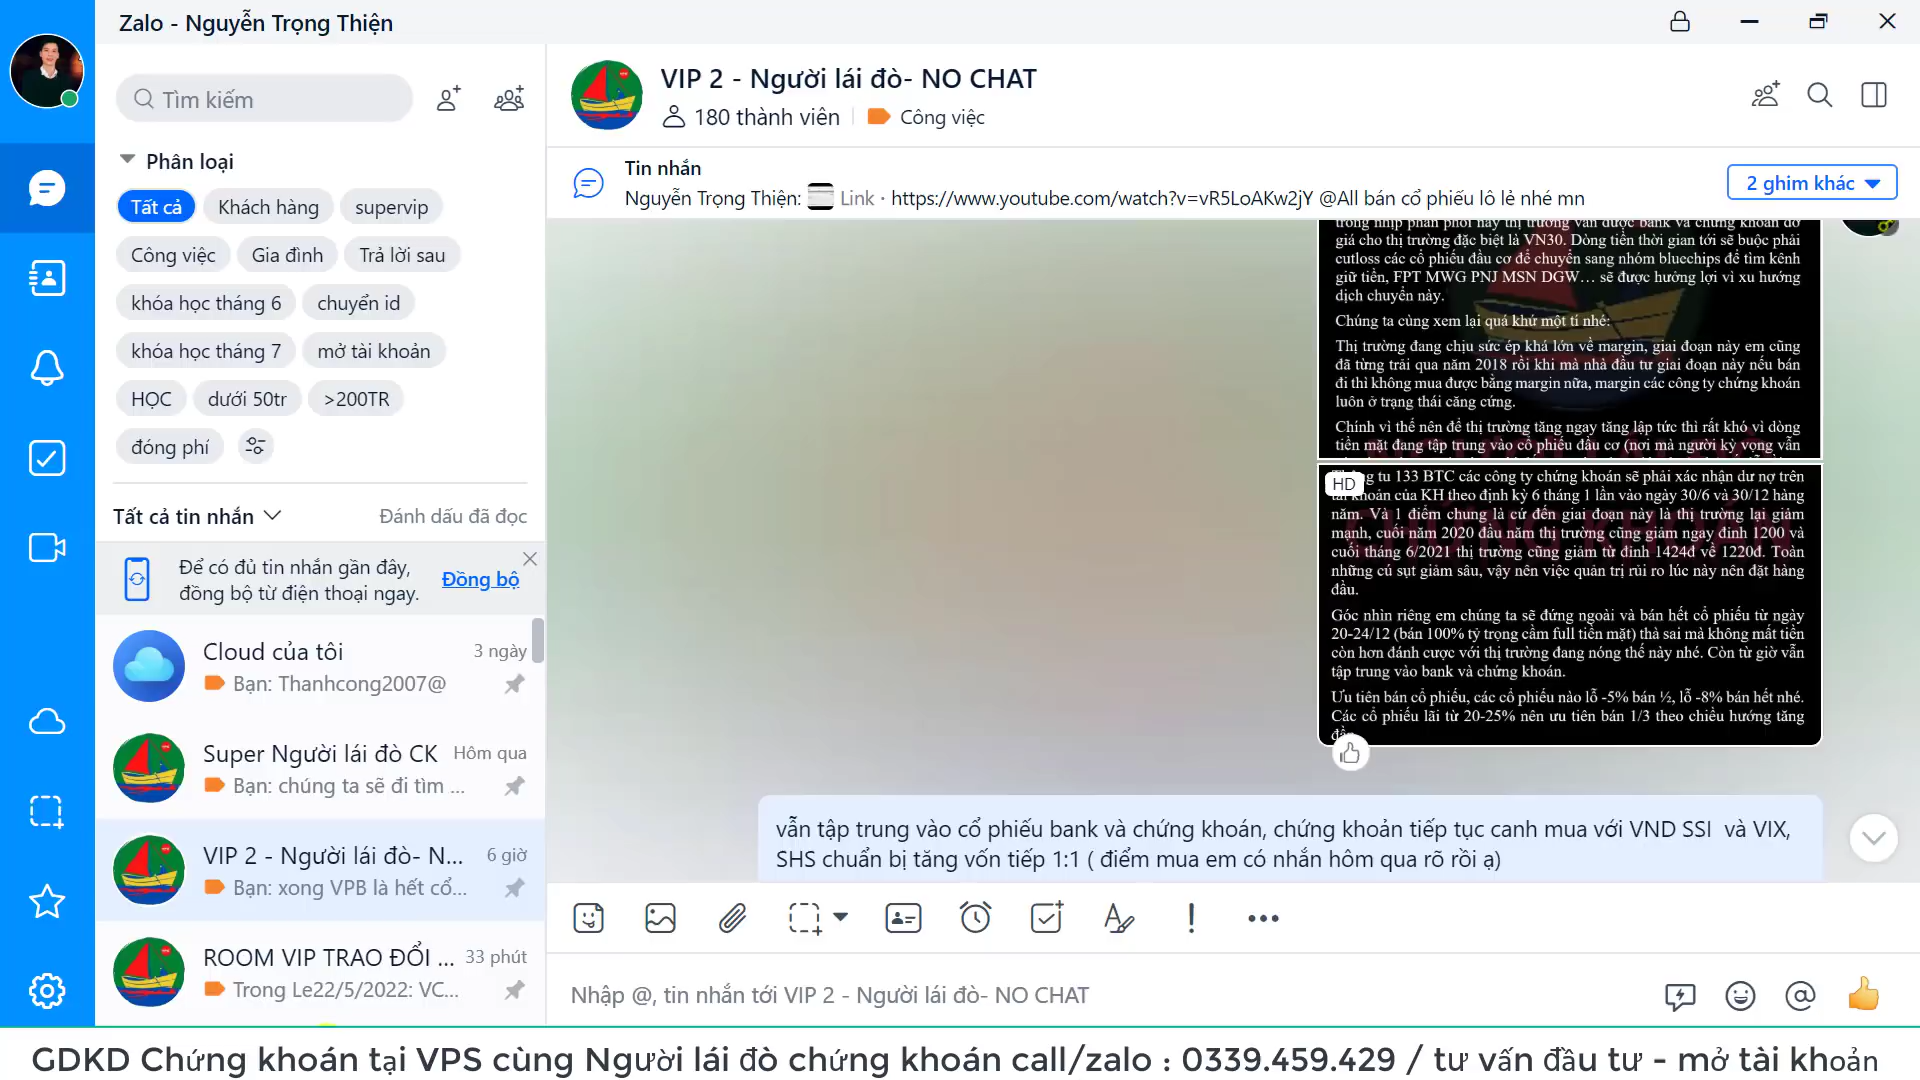 Zalo - Nguyễn Trọng Thiện
Tìm kiếm
Phân loại
Tất cả
Khách hàng
supervip
Công việc
Gia đình
Trả lời sau
khóa học tháng 6
chuyển id
khóa học tháng 7
mở tài khoản
HỌC
dưới 50tr
>200TR
đóng phí
Tất cả tin nhắn
Đánh dấu đã đọc
Để có đủ tin nhắn gần đây,
đồng bộ từ điện thoại ngay.
Đồng bộ
Cloud của tôi
3 ngày
Bạn: Thanhcong2007@
Super Người lái đò CK
Hôm qua
Bạn: chúng ta sẽ đi tìm ...
VIP 2 - Người lái đò- N...
6 giờ
Bạn: xong VPB là hết cổ...
ROOM VIP TRAO ĐỔI ...
33 phút
Trong Le22/5/2022: VC...
VIP 2 - Người lái đò- NO CHAT
180 thành viên
Công việc
Tin nhắn
Nguyễn Trọng Thiện: Link · https://www.youtube.com/watch?v=vR5LoAKw2jY @All bán cổ phiếu lô lẻ nhé mn
2 ghim khác
trong nhịp phân phối này thị trường vẫn được bank và chứng khoán đỡ
giá cho thị trường đặc biệt là VN30. Dòng tiền thời gian tới sẽ buộc phải
cutloss các cổ phiếu đầu cơ để chuyển sang nhóm bluechips để tìm kênh
giữ tiền, FPT MWG PNJ MSN DGW… sẽ được hưởng lợi vì xu hướng
dịch chuyển này.
Chúng ta cùng xem lại quá khứ một tí nhé:
Thị trường đang chịu sức ép khá lớn về margin, giai đoạn này em cũng
đã từng trải qua năm 2018 rồi khi mà nhà đầu tư giai đoạn này nếu bán
đi thì không mua được bằng margin nữa, margin các công ty chứng khoán
luôn ở trạng thái căng cứng.
Chính vì thế nên để thị trường tăng ngay tăng lập tức thì rất khó vì dòng
tiền mặt đang tập trung vào cổ phiếu đầu cơ (nơi mà người kỳ vọng vẫn
HD
tu 133 BTC các công ty chứng khoán sẽ phải xác nhận dư nợ trên
khoản của KH theo định kỳ 6 tháng 1 lần vào ngày 30/6 và 30/12 hàng
năm. Và 1 điểm chung là cứ đến giai đoạn này là thị trường lại giảm
mạnh, cuối năm 2020 đầu năm thị trường cũng giảm ngay đỉnh 1200 và
cuối tháng 6/2021 thị trường cũng giảm từ đỉnh 1424đ về 1220đ. Toàn
những cú sụt giảm sâu, vậy nên việc quản trị rủi ro lúc này nên đặt hàng
đầu.
Góc nhìn riêng em chúng ta sẽ đứng ngoài và bán hết cổ phiếu từ ngày
20-24/12 (bán 100% tỷ trọng cầm full tiền mặt) thà sai mà không mất tiền
còn hơn đánh cược với thị trường đang nóng thế này nhé. Còn từ giờ vẫn
tập trung vào bank và chứng khoán.
Ưu tiên bán cổ phiếu, các cổ phiếu nào lỗ -5% bán ½, lỗ -8% bán hết nhé.
Các cổ phiếu lãi từ 20-25% nên ưu tiên bán 1/3 theo chiều hướng tăng
CHỨNG KHOÁN
vẫn tập trung vào cổ phiếu bank và chứng khoán, chứng khoản tiếp tục canh mua với VND SSI và VIX,
SHS chuẩn bị tăng vốn tiếp 1:1 ( điểm mua em có nhắn hôm qua rõ rồi ạ)
Nhập @, tin nhắn tới VIP 2 - Người lái đò- NO CHAT
GDKD Chứng khoán tại VPS cùng Người lái đò chứng khoán call/zalo : 0339.459.429 / tư vấn đầu tư - mở tài khoản